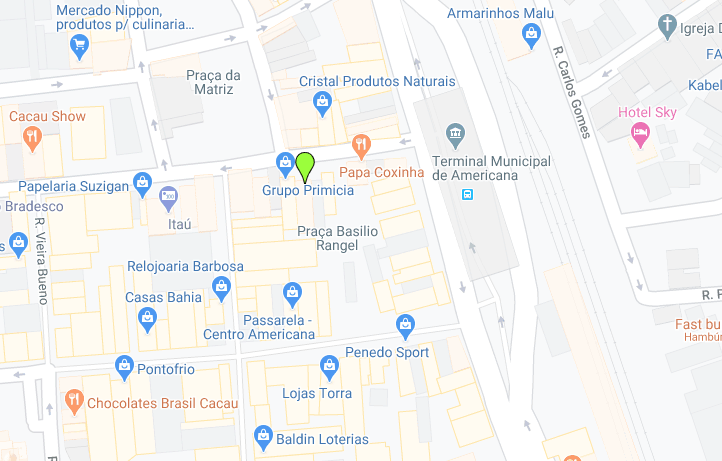 Mercado Nippon,
produtos p/ culinaria...
Armarinhos Malu
Igreja D
FA
Kabel
Praça da
Matriz
Cristal Produtos Naturais
R. Carlos Gomes
Cacau Show
Hotel Sky
Terminal Municipal
de Americana
Papa Coxinha
Papelaria Suzigan
Grupo Primicia
o Bradesco
Itaú
R. Vieira Bueno
s
Praça Basilio
Rangel
Relojoaria Barbosa
Casas Bahia
Passarela -
Centro Americana
R. F
Fast bu
Hambúr
Penedo Sport
Pontofrio
Lojas Torra
Chocolates Brasil Cacau
Baldin Loterias